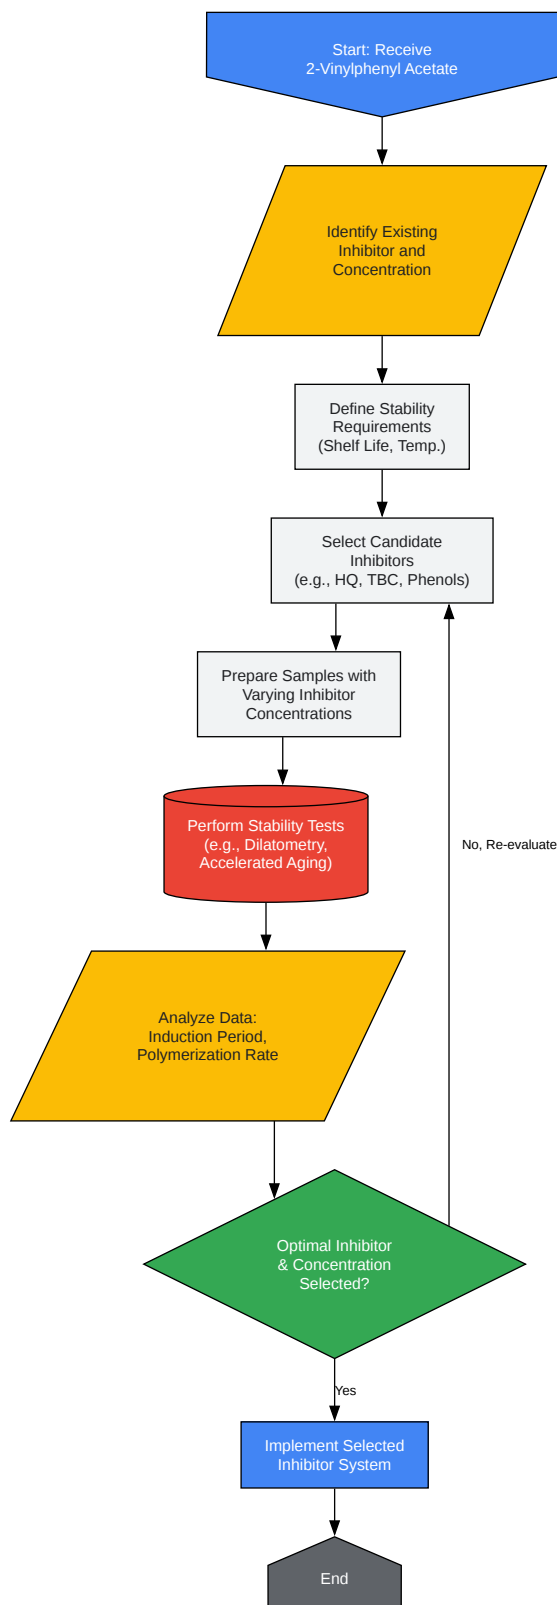 Start: Receive
2-Vinylphenyl Acetate
Identify Existing
Inhibitor and
Concentration
Define Stability
Requirements
(Shelf Life, Temp.)
Select Candidate
Inhibitors
(e.g., HQ, TBC, Phenols)
Prepare Samples with
Varying Inhibitor
Concentrations
Perform Stability Tests
(e.g., Dilatometry,
Accelerated Aging)
No, Re-evaluate
Analyze Data:
Induction Period,
Polymerization Rate
Optimal Inhibitor
& Concentration
Selected?
Yes
Implement Selected
Inhibitor System
End